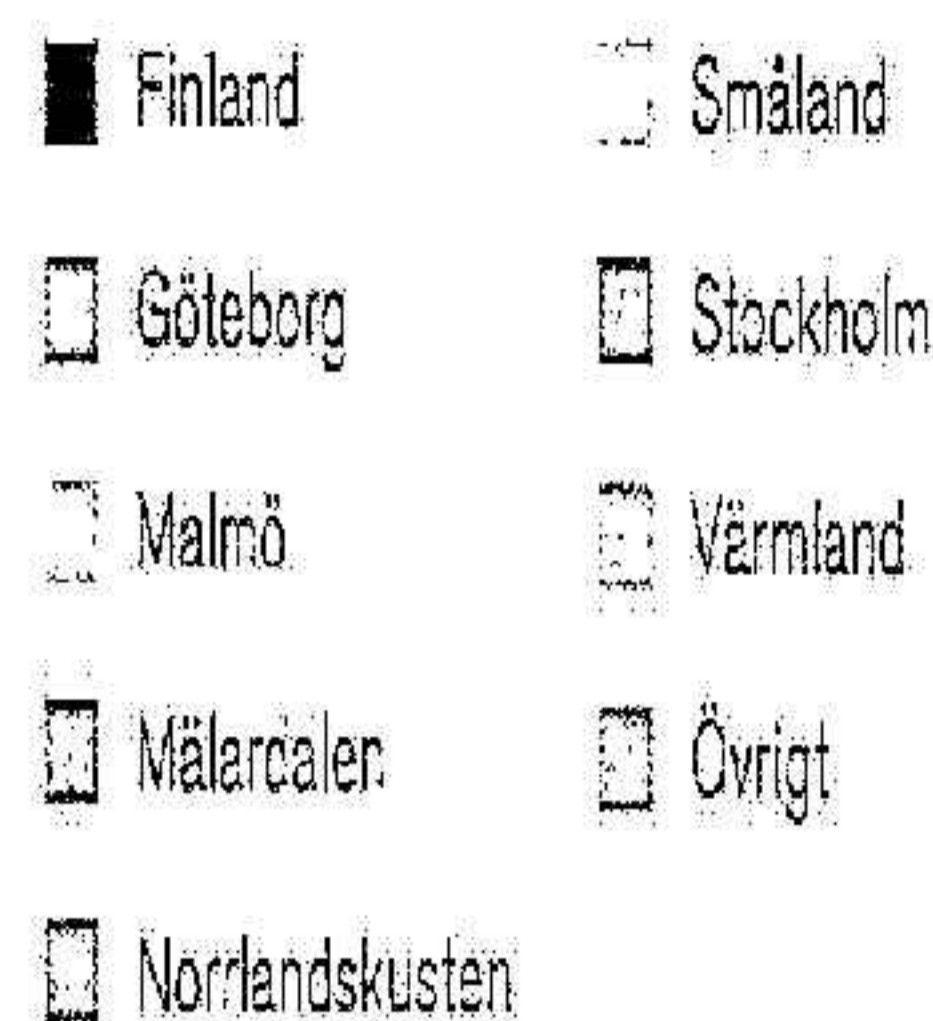 Finland
Göteborg
Malmö
Mälardalen
Norrlandskusten
Småland
Stockholm
Värmland
Övrigt